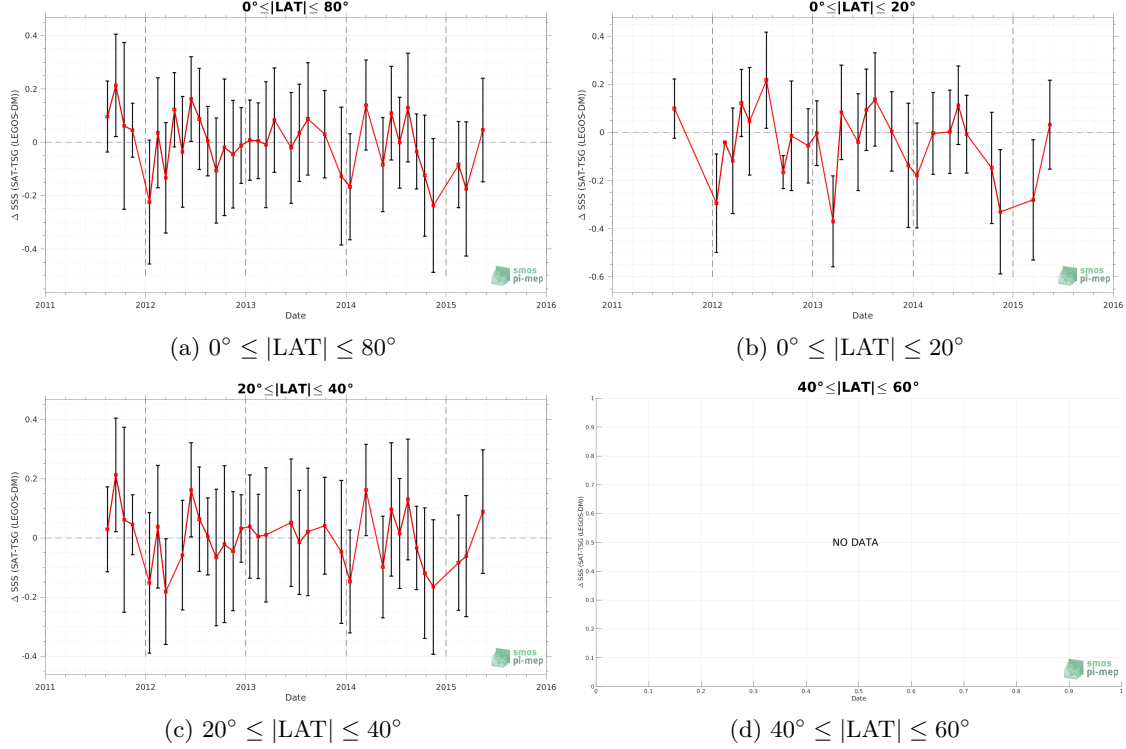 0°≤|LAT|≤ 80°
Δ SSS (SAT-TSG (LEGOS-DM))
0.4
0.2
0
-0.2
-0.4
2011 2012 2013 2014 2015 2016
Date
smos
pi-mep
(a) 0° ≤ |LAT| ≤ 80°
0°≤|LAT|≤ 20°
Δ SSS (SAT-TSG (LEGOS-DM))
0.4
0.2
0
-0.2
-0.4
-0.6
2011 2012 2013 2014 2015 2016
Date
smos
pi-mep
(b) 0° ≤ |LAT| ≤ 20°
20°≤|LAT|≤ 40°
Δ SSS (SAT-TSG (LEGOS-DM))
0.4
0.2
0
-0.2
-0.4
2011 2012 2013 2014 2015 2016
Date
smos
pi-mep
(c) 20° ≤ |LAT| ≤ 40°
40°≤|LAT|≤ 60°
Δ SSS (SAT-TSG (LEGOS-DM))
1
0.9
0.8
0.7
0.6
0.5
0.4
0.3
0.2
0.1
0
NO DATA
0 0.1 0.2 0.3 0.4 0.5 0.6 0.7 0.8 0.9 1
Date
smos
pi-mep
(d) 40° ≤ |LAT| ≤ 60°